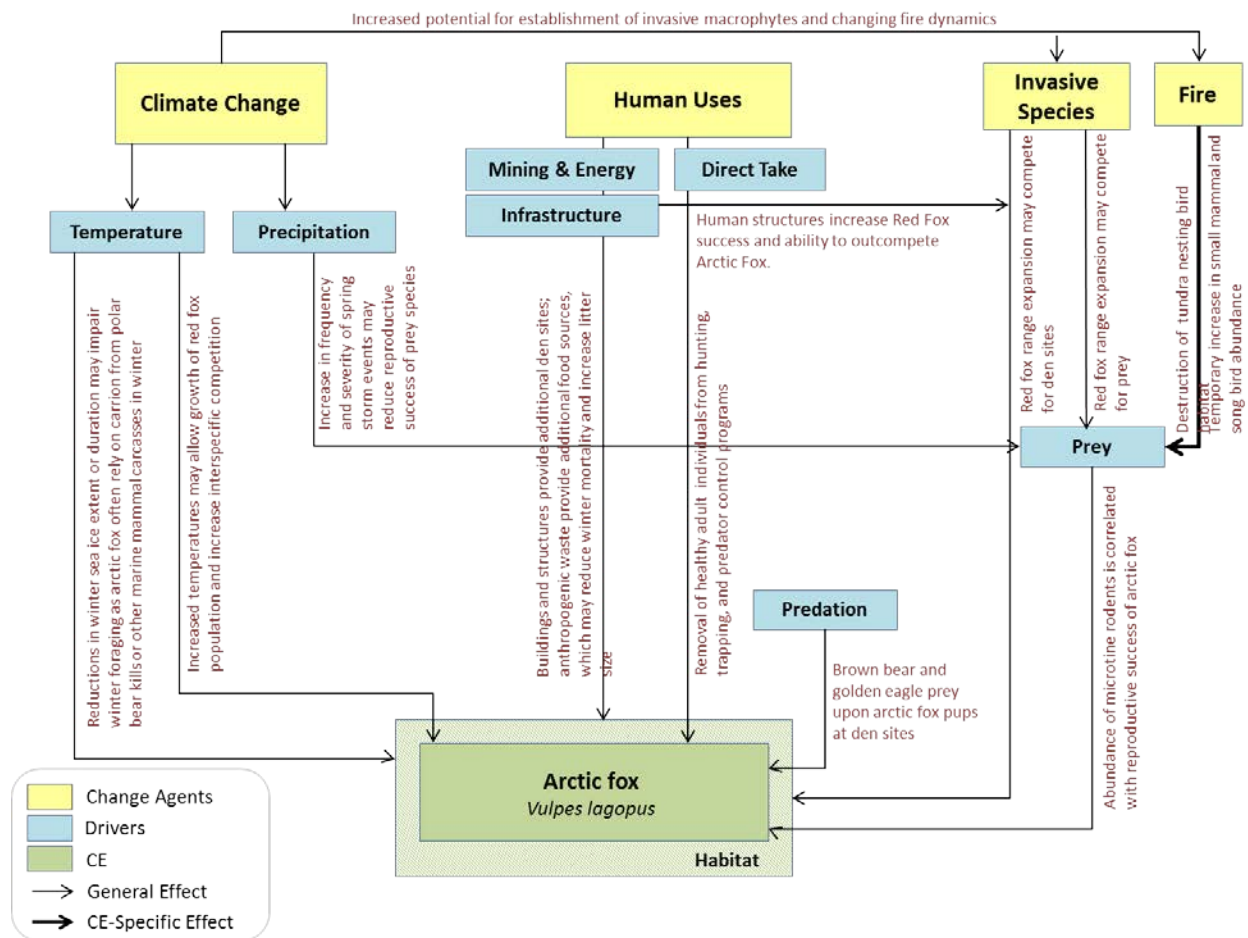 Increased potential for establishment of invasive macrophytes and changing fire dynamics
Climate Change
Human Uses
Invasive
Species
Fire
Mining & Energy
Direct Take
Infrastructure
Temperature
Precipitation
Human structures increase Red Fox
success and ability to outcompete
Arctic Fox.
Reductions in winter sea ice extent or duration may impair
winter foraging as arctic fox often rely on carrion from polar
bear kills or other marine mammal carcasses in winter
Increased temperatures may allow growth of red fox
population and increase interspecific competition
Increase in frequency
and severity of spring
storm events may
reduce reproductive
success of prey species
Buildings and structures provide additional den sites;
anthropogenic waste provide additional food sources,
which may reduce winter mortality and increase litter
size
Removal of healthy adult individuals from hunting,
trapping, and predator control programs
Red fox range expansion may compete
for den sites
Red fox range expansion may compete
for prey
Destruction of tundra nesting bird
habitat
Temporary increase in small mammal and
song bird abundance
Prey
Predation
Brown bear and
golden eagle prey
upon arctic fox pups
at den sites
Abundance of microtine rodents is correlated
with reproductive success of arctic fox
Arctic fox
Vulpes lagopus
Habitat
Change Agents
Drivers
CE
General Effect
CE-Specific Effect